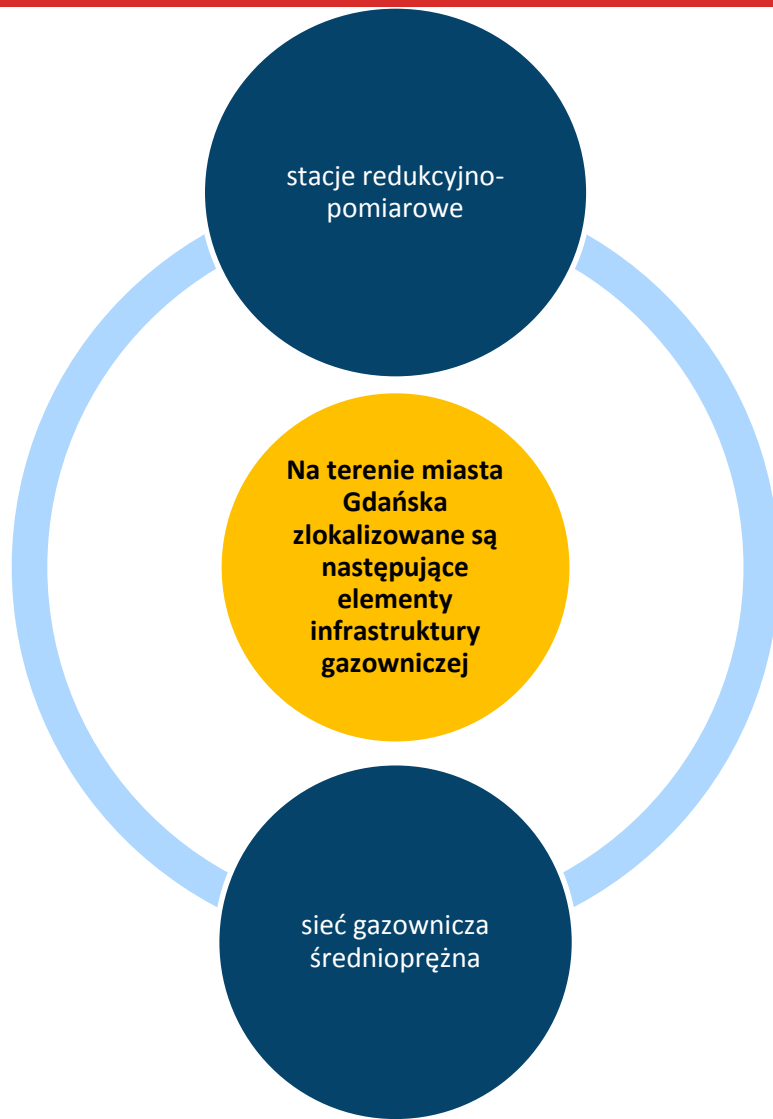 stacje redukcyjno-
pomiarowe
Na terenie miasta
Gdańska
zlokalizowane są
następujące
elementy
infrastruktury
gazowniczej
sieć gazownicza
średnioprężna